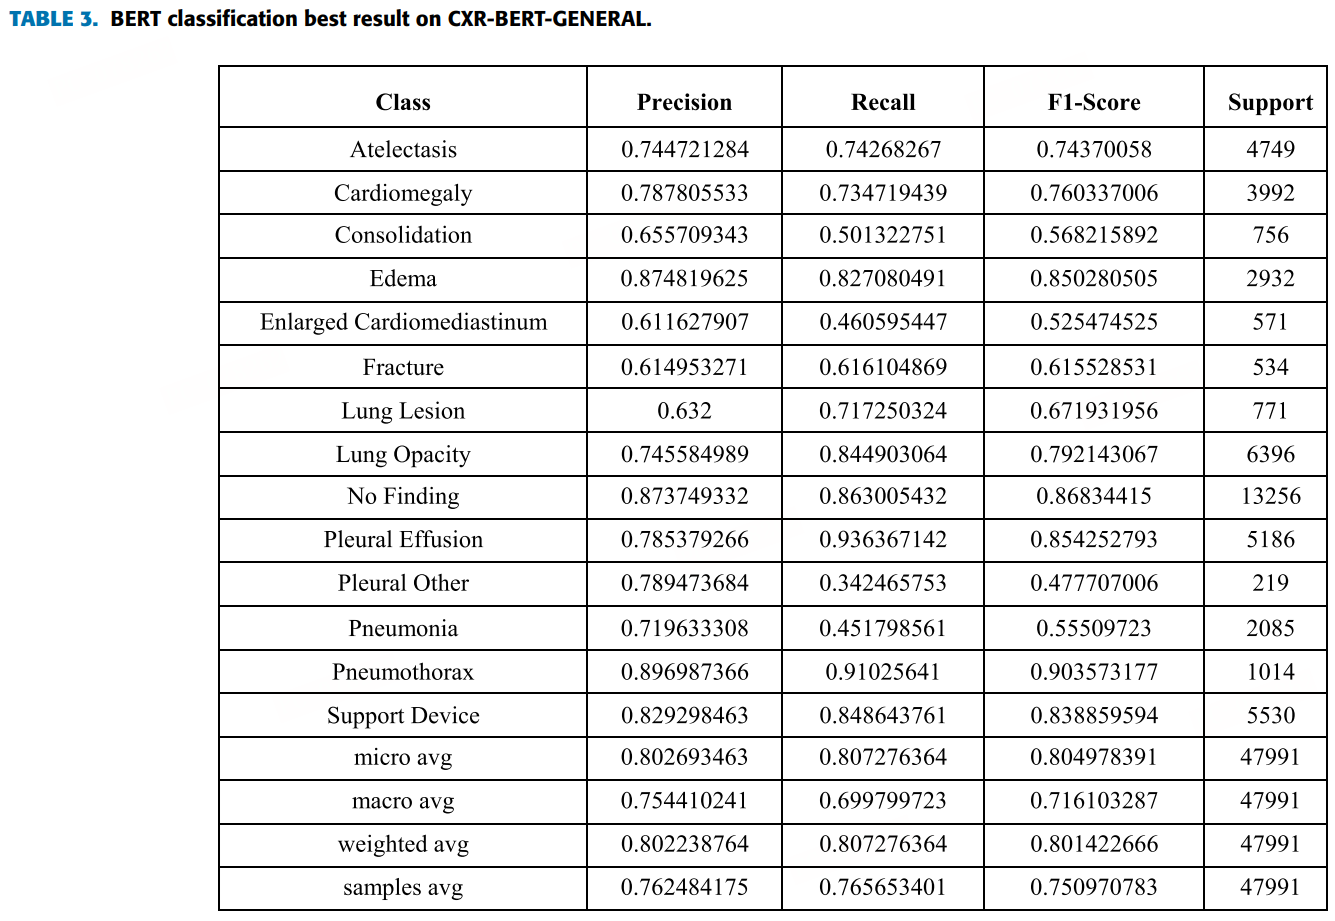 TABLE 3. BERT classification best result on CXR-BERT-GENERAL.
Class Precision Recall F1-Score Support
Atelectasis 0.744721284 0.74268267 0.74370058 4749
Cardiomegaly 0.787805533 0.734719439 0.760337006 3992
Consolidation 0.655709343 0.501322751 0.568215892 756
Edema 0.874819625 0.827080491 0.850280505 2932
Enlarged Cardiomediastinum 0.611627907 0.460595447 0.525474525 571
Fracture 0.614953271 0.616104869 0.615528531 534
Lung Lesion 0.632 0.717250324 0.671931956 771
Lung Opacity 0.745584989 0.844903064 0.792143067 6396
No Finding 0.873749332 0.863005432 0.86834415 13256
Pleural Effusion 0.785379266 0.936367142 0.854252793 5186
Pleural Other 0.789473684 0.342465753 0.477707006 219
Pneumonia 0.719633308 0.451798561 0.55509723 2085
Pneumothorax 0.896987366 0.91025641 0.903573177 1014
Support Device 0.829298463 0.848643761 0.838859594 5530
micro avg 0.802693463 0.807276364 0.804978391 47991
macro avg 0.754410241 0.699799723 0.716103287 47991
weighted avg 0.802238764 0.807276364 0.801422666 47991
samples avg 0.762484175 0.765653401 0.750970783 47991